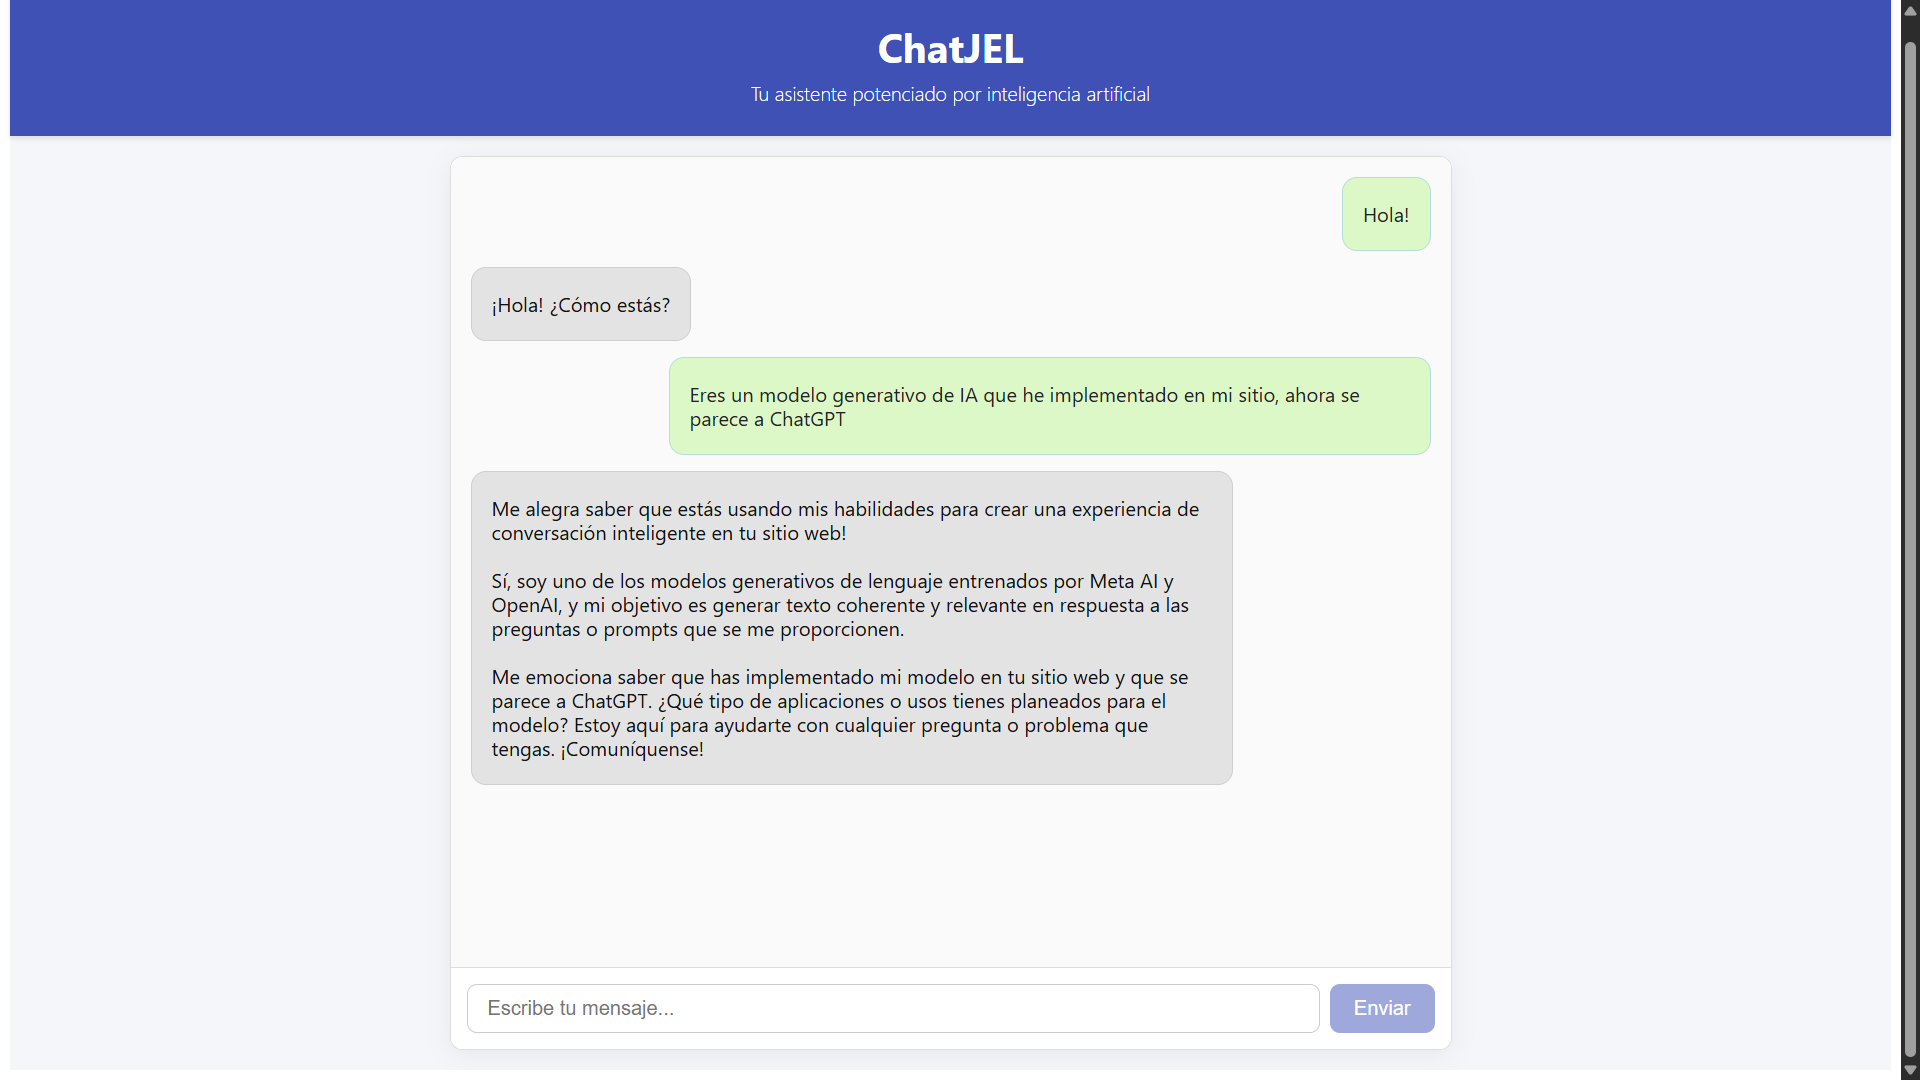 ChatJEL
Tu asistente potenciado por inteligencia artificial
Hola!
¡Hola! ¿Cómo estás?
Eres un modelo generativo de IA que he implementado en mi sitio, ahora se
parece a ChatGPT
Me alegra saber que estás usando mis habilidades para crear una experiencia de
conversación inteligente en tu sitio web!
Sí, soy uno de los modelos generativos de lenguaje entrenados por Meta AI y
OpenAI, y mi objetivo es generar texto coherente y relevante en respuesta a las
preguntas o prompts que se me proporcionen.
Me emociona saber que has implementado mi modelo en tu sitio web y que se
parece a ChatGPT. ¿Qué tipo de aplicaciones o usos tienes planeados para el
modelo? Estoy aquí para ayudarte con cualquier pregunta o problema que
tengas. ¡Comuníquense!
Escribe tu mensaje...
Enviar